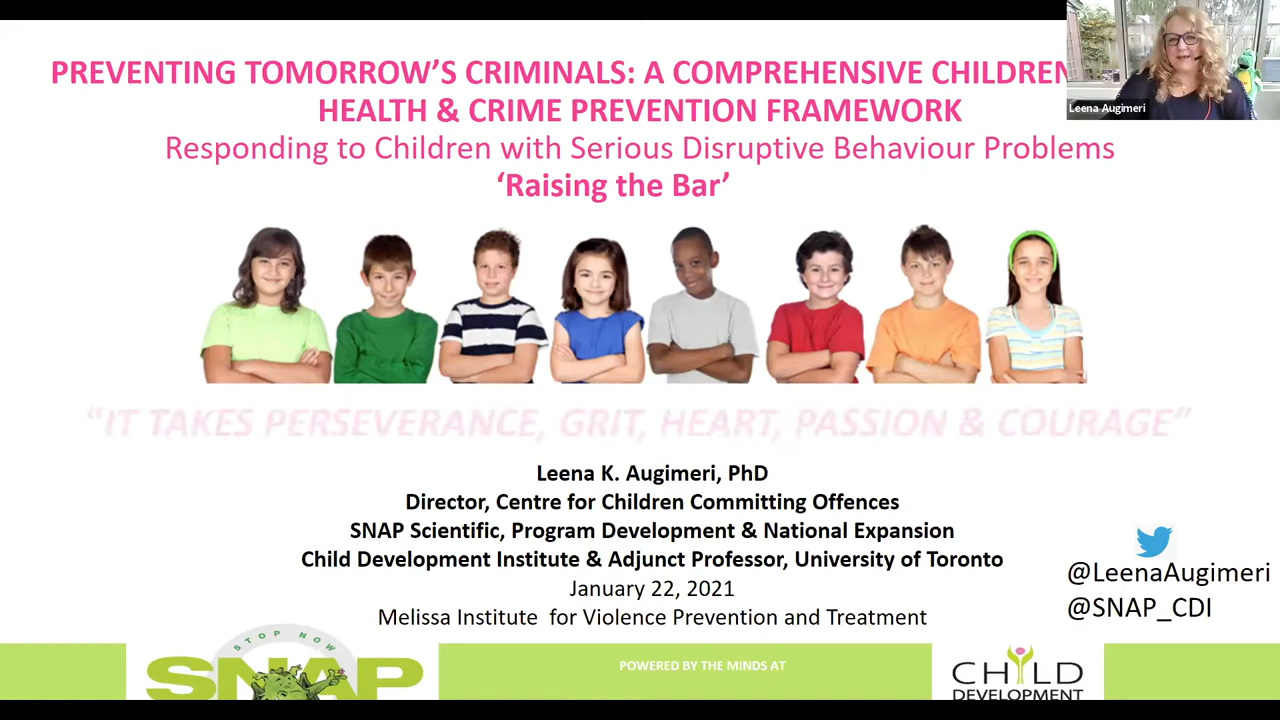 PREVENTING TOMORROW'S CRIMINALS: A COMPREHENSIVE CHILDREN
Leena Augimeri
HEALTH & CRIME PREVENTION FRAMEWORK
Responding to Children with Serious Disruptive Behaviour Problems
‘Raising the Bar’
“IT TAKES PERSEVERANCE, GRIT, HEART, PASSION & COURAGE”
Leena K. Augimeri, PhD
Director, Centre for Children Committing Offences
SNAP Scientific, Program Development & National Expansion
Child Development Institute & Adjunct Professor, University of Toronto
January 22, 2021
Melissa Institute for Violence Prevention and Treatment
@LeenaAugimeri
@SNAP_CDI
STOP NOW
SNAP
POWERED BY THE MINDS AT
CHILD
DEVELOPMENT